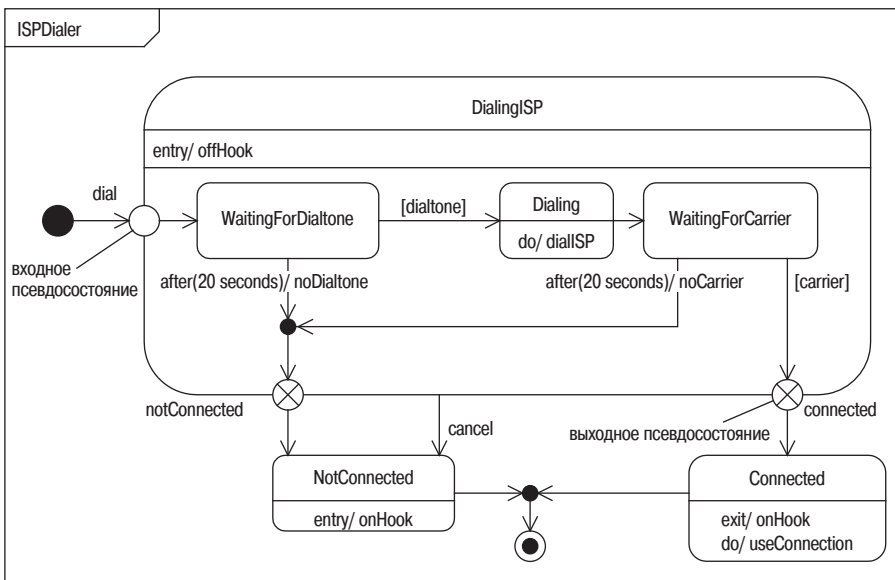 ISPDialer
DialingISP
entry/ offHook
dial
WaitingForDialtone
[dialtone]
Dialing
do/ dialISP
WaitingForCarrier
входное
псевдосостояние
after(20 seconds)/ noDialtone
after(20 seconds)/ noCarrier
[carrier]
notConnected
cancel
выходное псевдосостояние
connected
NotConnected
entry/ onHook
Connected
exit/ onHook
do/ useConnection